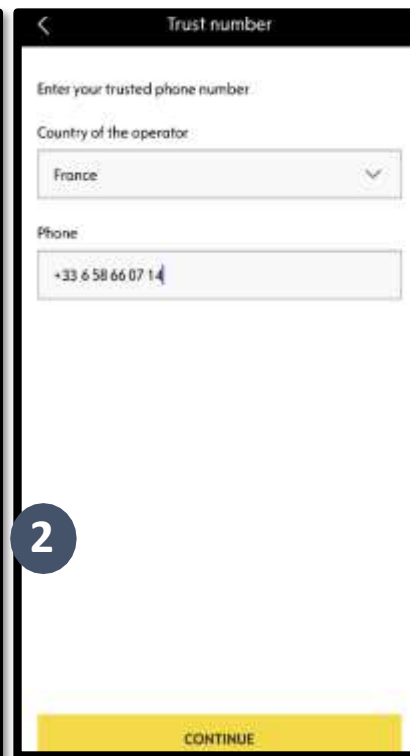 Trust number
Enter your trusted phone number
Country of the operator
France
Phone
+33 6 58 66 07 14
2
CONTINUE